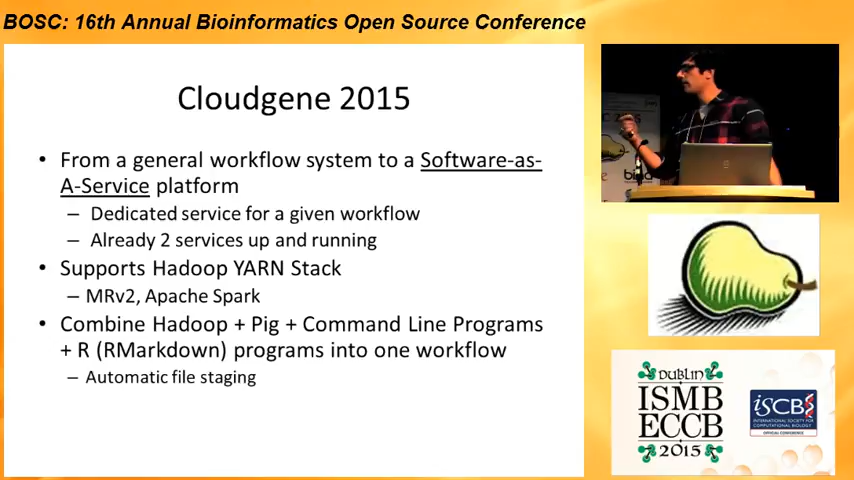 BOSC: 16th Annual Bioinformatics Open Source Conference
Cloudgene 2015
• From a general workflow system to a Software-as-
A-Service platform
– Dedicated service for a given workflow
– Already 2 services up and running
• Supports Hadoop YARN Stack
– MRv2, Apache Spark
• Combine Hadoop + Pig + Command Line Programs
+ R (RMarkdown) programs into one workflow
– Automatic file staging
DUBLIN
ISMB
ECCB
2015
iSCB
INTERNATIONAL SOCIETY FOR
COMPUTATIONAL BIOLOGY
OFFICIAL CONFERENCE